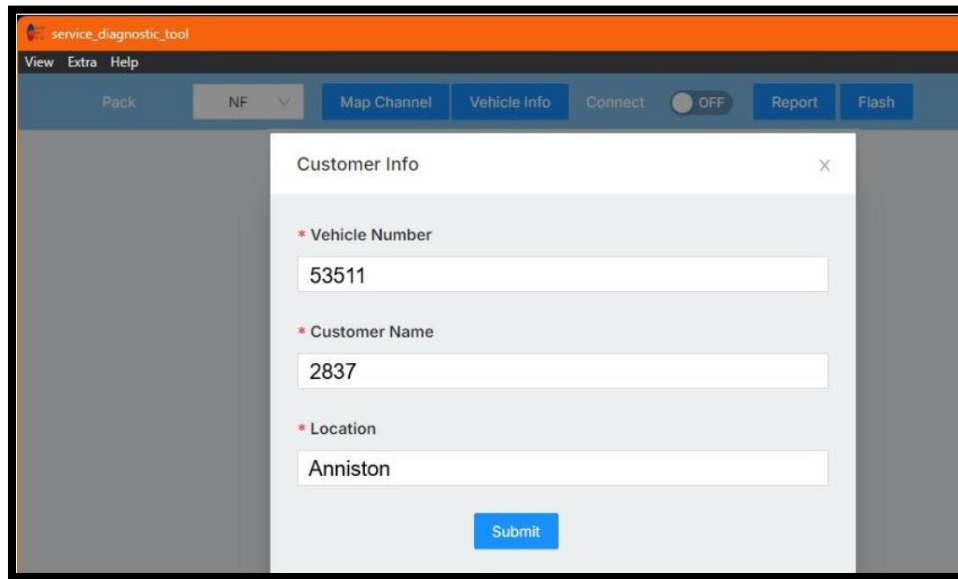 service_diagnostic_tool
View Extra Help
Pack NF Map Channel Vehicle Info Connect OFF Report Flash
Customer Info
* Vehicle Number
53511
* Customer Name
2837
* Location
Anniston
Submit